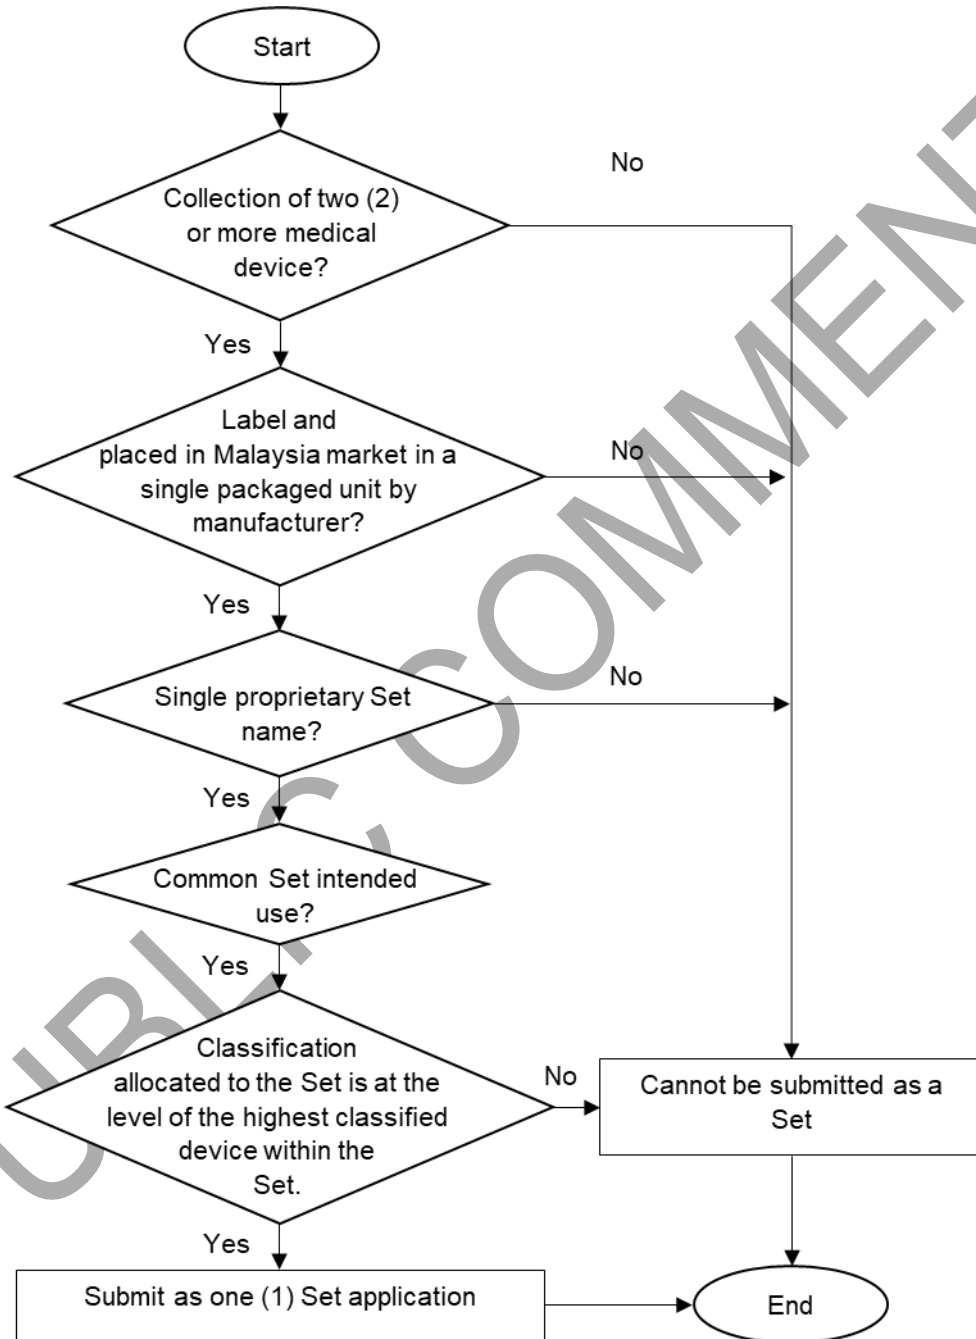 Start
No
Collection of two (2)
or more medical
device?
Yes
Label and
placed in Malaysia market in a
single packaged unit by
manufacturer?
No
Yes
Single proprietary Set
name?
No
Yes
Common Set intended
use?
Yes
Classification
allocated to the Set is at the
level of the highest classified
device within the
Set.
No
Cannot be submitted as a
Set
Yes
Submit as one (1) Set application
End
UBLIC COMMENT